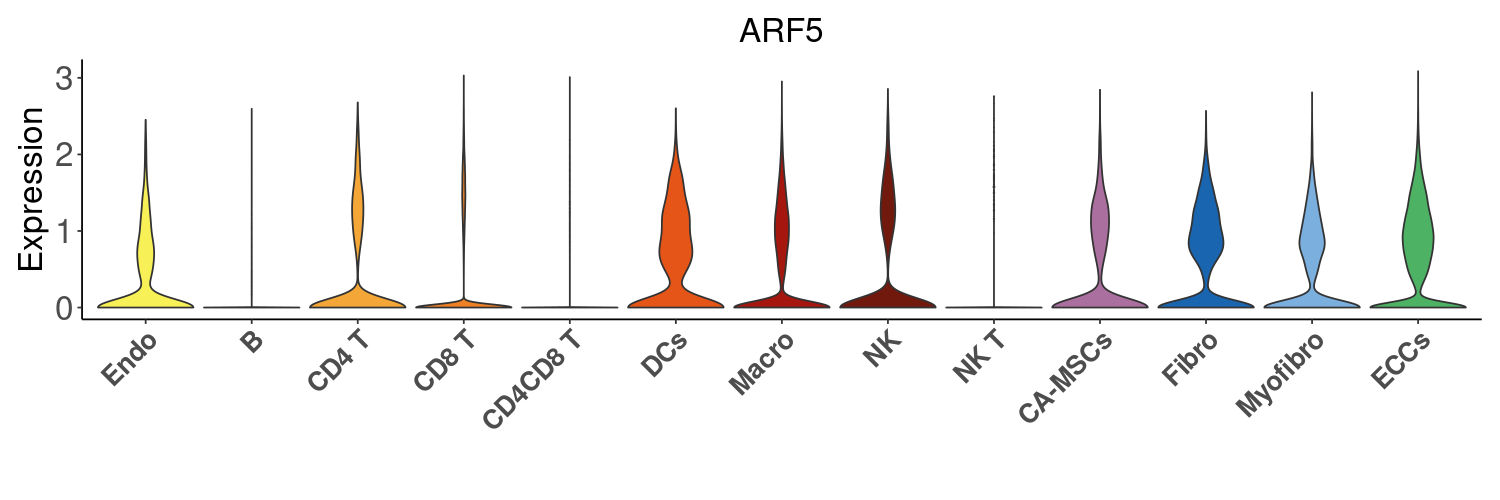 ARF5
Expression
3
2
1
0
Endo
B
CD4 T
CD8 T
CD4CD8 T
DCs
Macro
NK
NK T
CA-MSCs
Fibro
Myofibro
ECCs